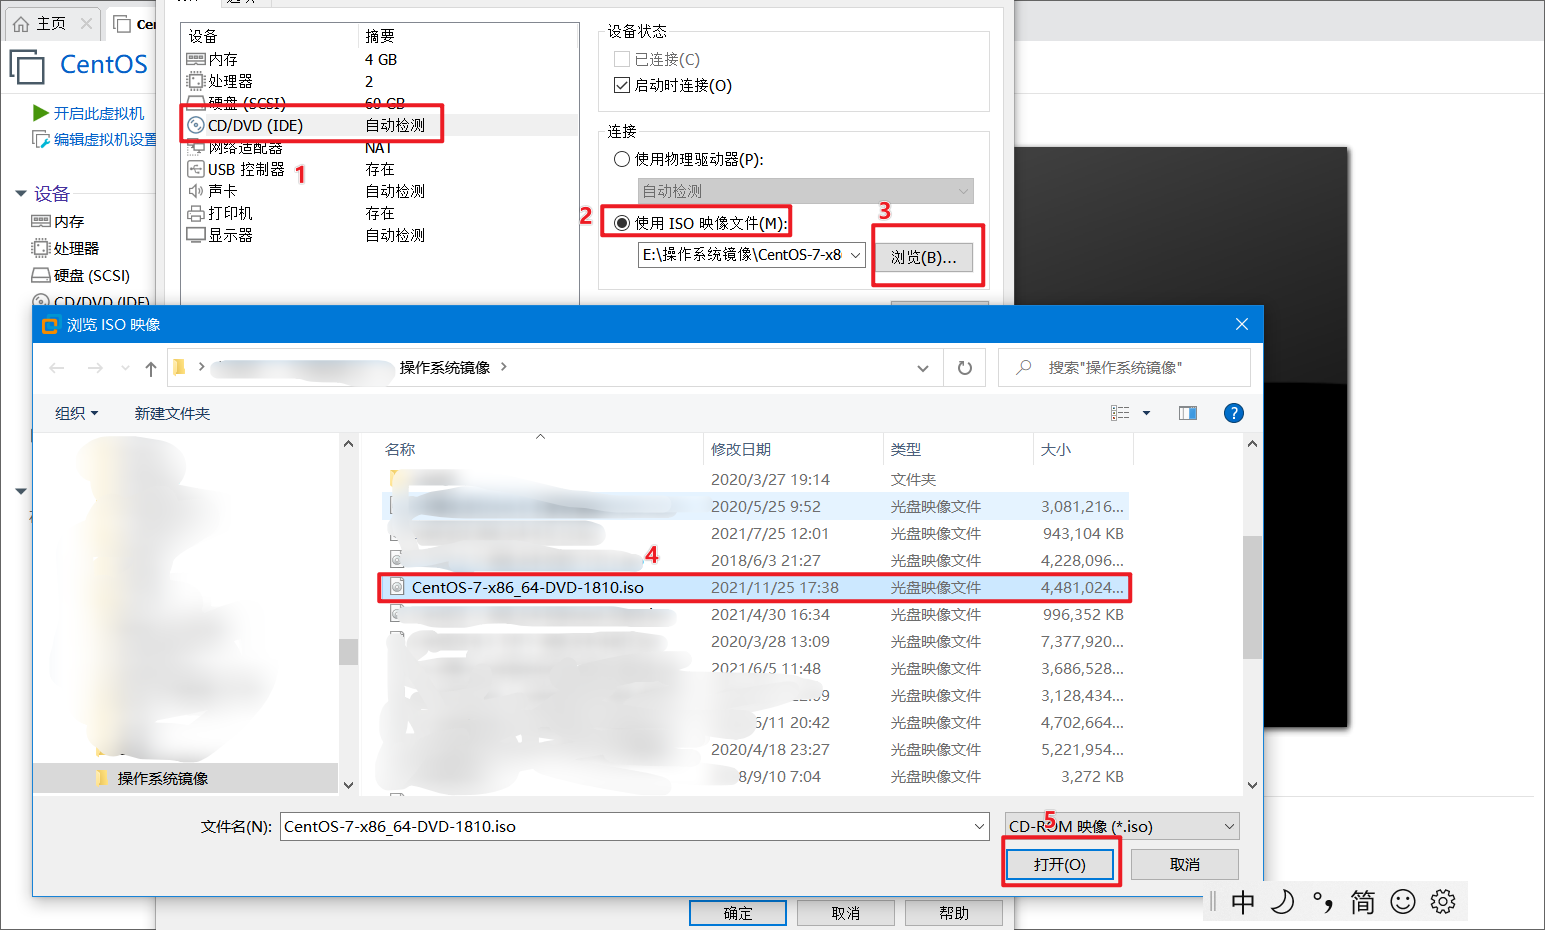 主页
Cen
CentOS
开启此虚拟机
编辑虚拟机设置
设备
内存
处理器
硬盘 (SCSI)
CD/DVD (IDE)
设备 摘要
内存 4 GB
处理器 2
硬盘 (SCSI) 60 GB
CD/DVD (IDE) 自动检测
网络适配器 NAT
USB 控制器 存在
声卡 自动检测
打印机 存在
显示器 自动检测
1
设备状态
已连接(C)
启动时连接(O)
连接
使用物理驱动器(P):
自动检测
2
使用 ISO 映像文件(M):
3
E:\操作系统镜像\CentOS-7-x8
浏览(B)...
浏览 ISO 映像
操作系统镜像
搜索"操作系统镜像"
组织 新建文件夹
?
名称 修改日期 类型 大小
2020/3/27 19:14 文件夹
2020/5/25 9:52 光盘映像文件 3,081,216...
2021/7/25 12:01 光盘映像文件 943,104 KB
4
2018/6/3 21:27 光盘映像文件 4,228,096...
CentOS-7-x86_64-DVD-1810.iso 2021/11/25 17:38 光盘映像文件 4,481,024...
2021/4/30 16:34 光盘映像文件 996,352 KB
2020/3/28 13:09 光盘映像文件 7,377,920...
2021/6/5 11:48 光盘映像文件 3,686,528...
光盘映像文件 3,128,434...
6/11 20:42 光盘映像文件 4,702,664...
2020/4/18 23:27 光盘映像文件 5,221,954...
8/9/10 7:04 光盘映像文件 3,272 KB
操作系统镜像
文件名(N): CentOS-7-x86_64-DVD-1810.iso
CD-ROM 映像 (*.iso)
5
打开(O) 取消
确定 取消 帮助
中 简